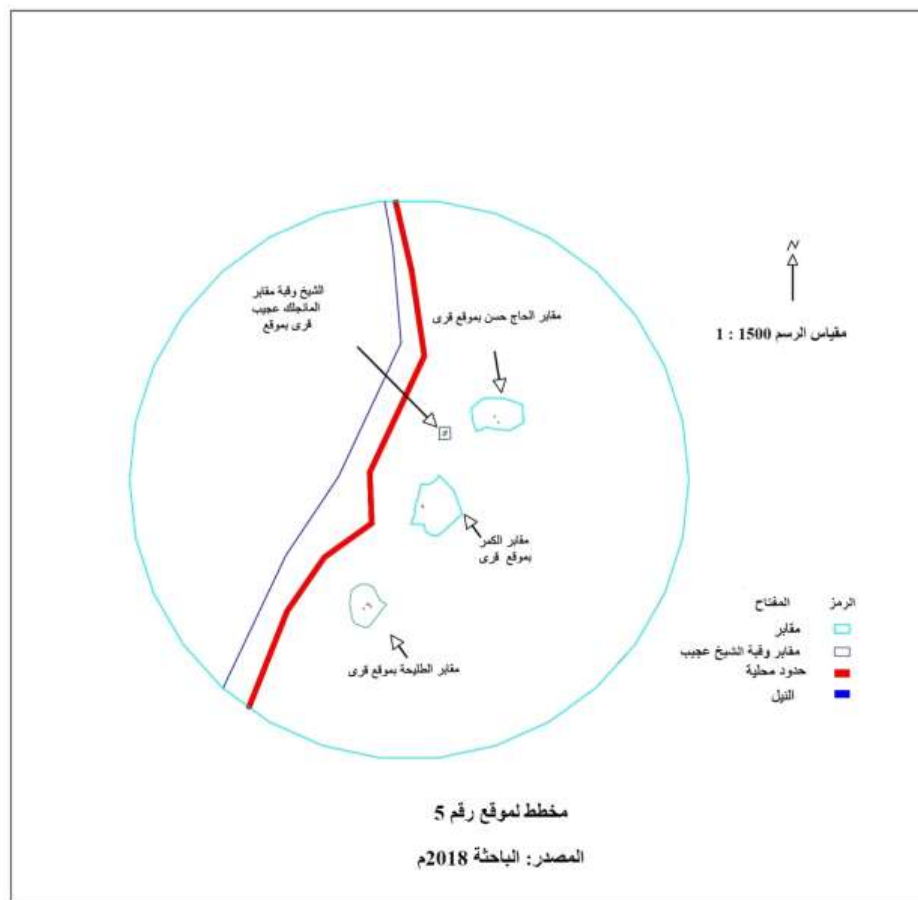 N
مقياس الرسم 1500 : 1
الشيخ وقبة مقابر
المانجلك عجيب
قرى بموقع
مقابر الحاج حسن بموقع قرى
مقابر الكمر
بموقع قرى
مقابر الطليحة بموقع قرى
الرمز المفتاح
مقابر
مقابر وقبة الشيخ عجيب
حدود محلية
النيل
مخطط لموقع رقم 5
المصدر: الباحثة 2018م